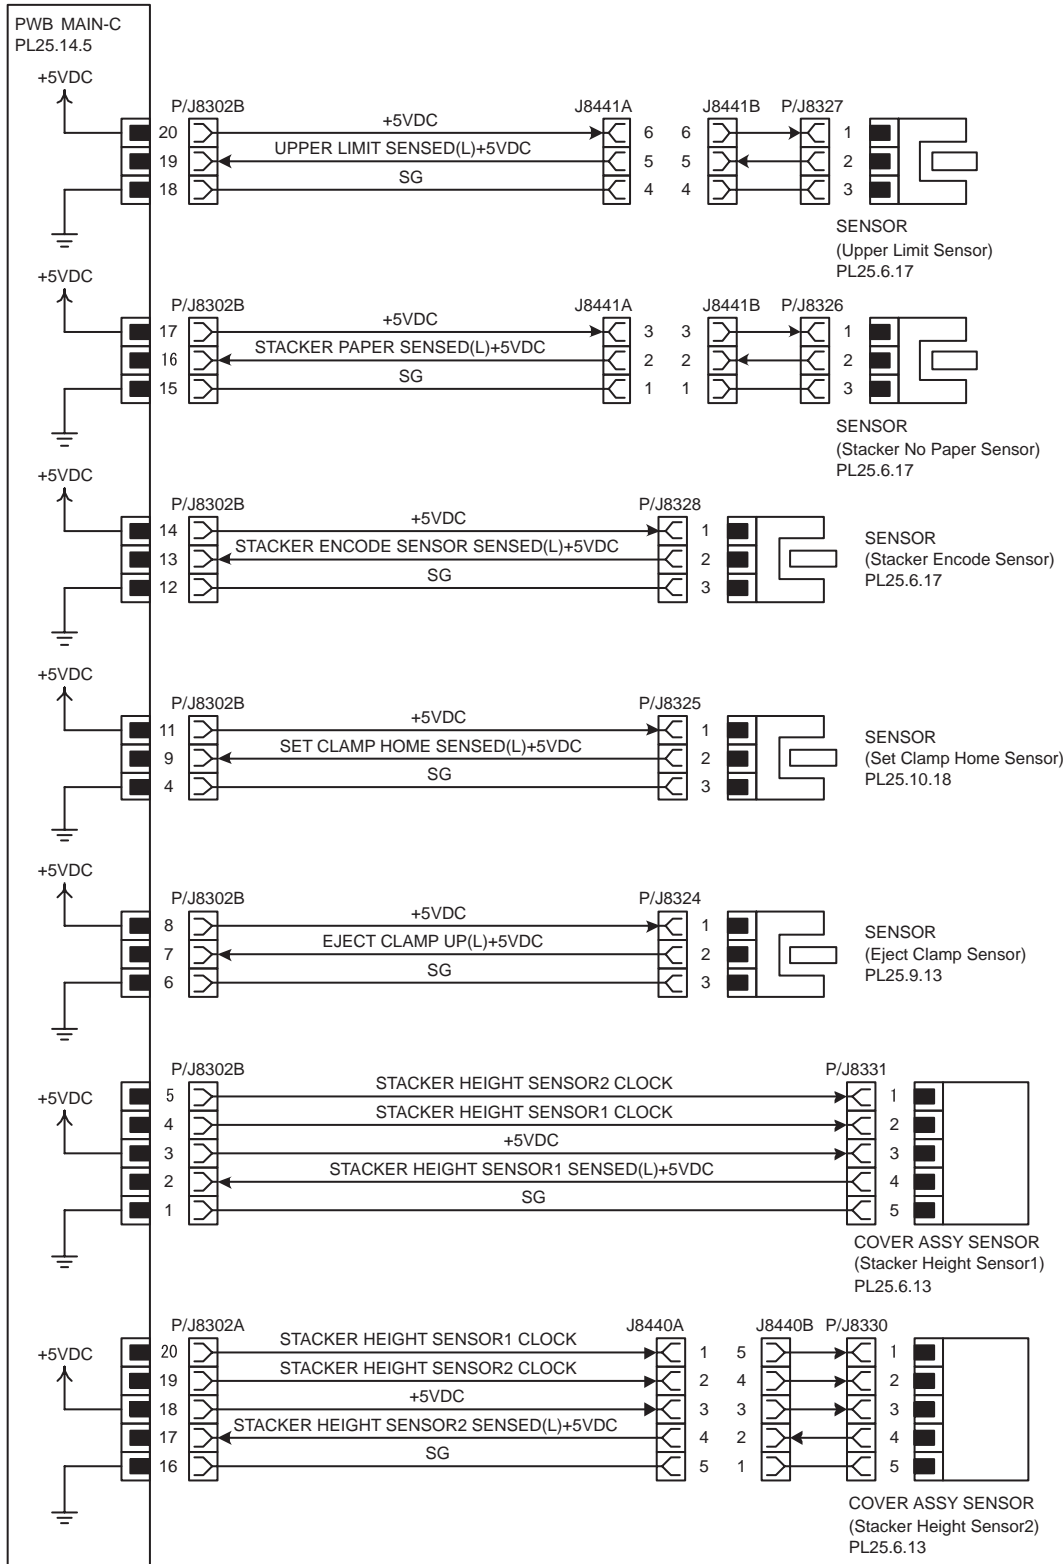 PWB MAIN-C
PL25.14.5
+5VDC
P/J8302B J8441A J8441B P/J8327
20 +5VDC 6 6 1
19 UPPER LIMIT SENSED(L)+5VDC 5 5 2
18 SG 4 4 3
SENSOR
(Upper Limit Sensor)
PL25.6.17
+5VDC
P/J8302B J8441A J8441B P/J8326
17 +5VDC 3 3 1
16 STACKER PAPER SENSED(L)+5VDC 2 2 2
15 SG 1 1 3
SENSOR
(Stacker No Paper Sensor)
PL25.6.17
+5VDC
P/J8302B P/J8328
14 +5VDC 1
13 STACKER ENCODE SENSOR SENSED(L)+5VDC 2
12 SG 3
SENSOR
(Stacker Encode Sensor)
PL25.6.17
+5VDC
P/J8302B P/J8325
11 +5VDC 1
9 SET CLAMP HOME SENSED(L)+5VDC 2
4 SG 3
SENSOR
(Set Clamp Home Sensor)
PL25.10.18
+5VDC
P/J8302B P/J8324
8 +5VDC 1
7 EJECT CLAMP UP(L)+5VDC 2
6 SG 3
SENSOR
(Eject Clamp Sensor)
PL25.9.13
+5VDC
P/J8302B P/J8331
5 STACKER HEIGHT SENSOR2 CLOCK 1
4 STACKER HEIGHT SENSOR1 CLOCK 2
3 +5VDC 3
2 STACKER HEIGHT SENSOR1 SENSED(L)+5VDC 4
1 SG 5
COVER ASSY SENSOR
(Stacker Height Sensor1)
PL25.6.13
+5VDC
P/J8302A J8440A J8440B P/J8330
20 STACKER HEIGHT SENSOR1 CLOCK 1 5 1
19 STACKER HEIGHT SENSOR2 CLOCK 2 4 2
18 +5VDC 3 3 3
17 STACKER HEIGHT SENSOR2 SENSED(L)+5VDC 4 2 4
16 SG 5 1 5
COVER ASSY SENSOR
(Stacker Height Sensor2)
PL25.6.13